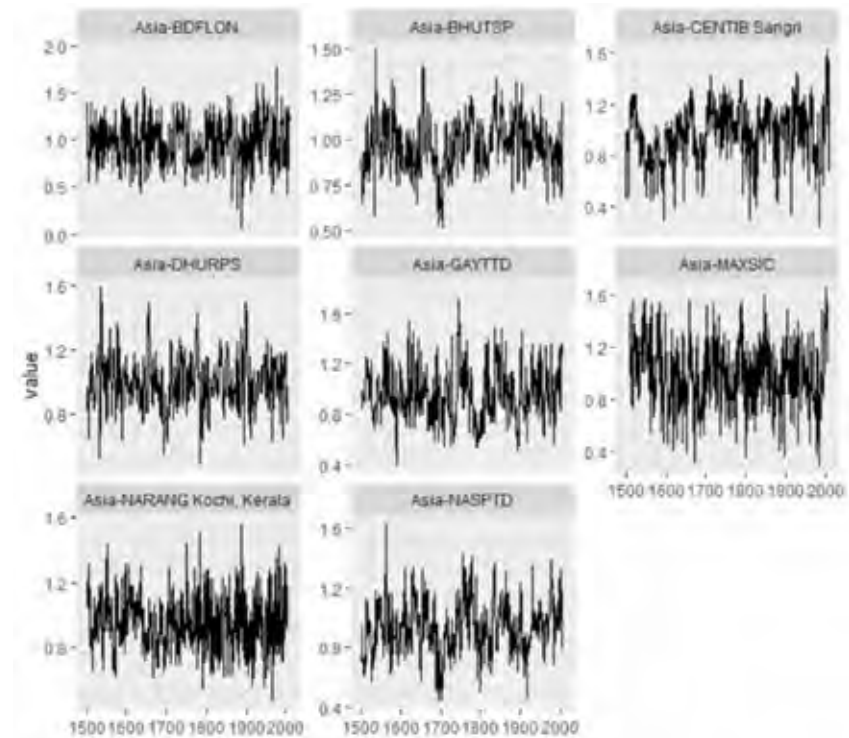 Asia-BDFLON
Asia-BHUTSP
Asia-CENTIB Sangri
2.0
1.5
1.0
0.5
0.0
1.50
1.25
1.00
0.75
0.50
1.6
1.2
0.8
0.4
Asia-DHURPS
Asia-GAYTTD
Asia-MAXSIC
value
1.6
1.2
0.8
1.6
1.2
0.8
0.4
1.6
1.2
0.8
0.4
1500 1600 1700 1800 1900 2000
Asia-NARANG Kochi, Kerala
Asia-NASPTD
1.6
1.2
0.8
1.6
1.2
0.8
0.4
1500 1600 1700 1800 1900 2000
1500 1600 1700 1800 1900 2000